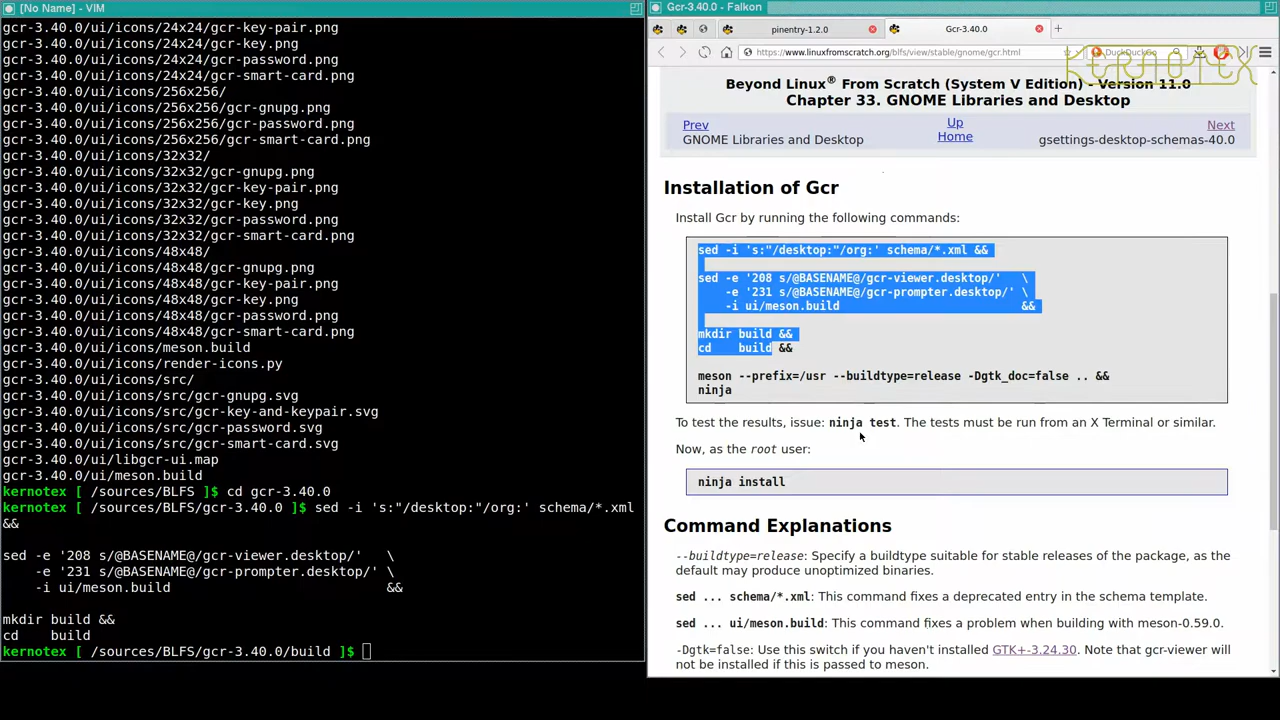 [No Name] - VIM
gcr-3.40.0/ui/icons/24x24/gcr-key-pair.png
gcr-3.40.0/ui/icons/24x24/gcr-key.png
gcr-3.40.0/ui/icons/24x24/gcr-password.png
gcr-3.40.0/ui/icons/24x24/gcr-smart-card.png
gcr-3.40.0/ui/icons/256x256/
gcr-3.40.0/ui/icons/256x256/gcr-gnupg.png
gcr-3.40.0/ui/icons/256x256/gcr-password.png
gcr-3.40.0/ui/icons/256x256/gcr-smart-card.png
gcr-3.40.0/ui/icons/32x32/
gcr-3.40.0/ui/icons/32x32/gcr-gnupg.png
gcr-3.40.0/ui/icons/32x32/gcr-key-pair.png
gcr-3.40.0/ui/icons/32x32/gcr-key.png
gcr-3.40.0/ui/icons/32x32/gcr-password.png
gcr-3.40.0/ui/icons/32x32/gcr-smart-card.png
gcr-3.40.0/ui/icons/48x48/
gcr-3.40.0/ui/icons/48x48/gcr-gnupg.png
gcr-3.40.0/ui/icons/48x48/gcr-key-pair.png
gcr-3.40.0/ui/icons/48x48/gcr-key.png
gcr-3.40.0/ui/icons/48x48/gcr-password.png
gcr-3.40.0/ui/icons/48x48/gcr-smart-card.png
gcr-3.40.0/ui/icons/meson.build
gcr-3.40.0/ui/icons/render-icons.py
gcr-3.40.0/ui/icons/src/
gcr-3.40.0/ui/icons/src/gcr-gnupg.svg
gcr-3.40.0/ui/icons/src/gcr-key-and-keypair.svg
gcr-3.40.0/ui/icons/src/gcr-password.svg
gcr-3.40.0/ui/icons/src/gcr-smart-card.svg
gcr-3.40.0/ui/libgcr-ui.map
gcr-3.40.0/ui/meson.build
kernotex [ /sources/BLFS ]$ cd gcr-3.40.0
kernotex [ /sources/BLFS/gcr-3.40.0 ]$ sed -i 's:"/desktop:"/org:' schema/*.xml
&&
sed -e '208 s/@BASENAME@/gcr-viewer.desktop/'   \
    -e '231 s/@BASENAME@/gcr-prompter.desktop/' \
    -i ui/meson.build                            &&
mkdir build &&
cd    build
kernotex [ /sources/BLFS/gcr-3.40.0/build ]$
Gcr-3.40.0 - Falkon
pinentry-1.2.0
Gcr-3.40.0
https://www.linuxfromscratch.org/blfs/view/stable/gnome/gcr.html
DuckDuckGo
KERNOTEX
Beyond Linux® From Scratch (System V Edition) - Version 11.0
Chapter 33. GNOME Libraries and Desktop
Prev
Up
Next
GNOME Libraries and Desktop
Home
gsettings-desktop-schemas-40.0
Installation of Gcr
Install Gcr by running the following commands:
sed -i 's:"/desktop:"/org:' schema/*.xml &&
sed -e '208 s/@BASENAME@/gcr-viewer.desktop/'   \
    -e '231 s/@BASENAME@/gcr-prompter.desktop/' \
    -i ui/meson.build                            &&
mkdir build &&
cd    build &&
meson --prefix=/usr --buildtype=release -Dgtk_doc=false .. &&
ninja
To test the results, issue: ninja test. The tests must be run from an X Terminal or similar.
Now, as the root user:
ninja install
Command Explanations
--buildtype=release: Specify a buildtype suitable for stable releases of the package, as the
default may produce unoptimized binaries.
sed ... schema/*.xml: This command fixes a deprecated entry in the schema template.
sed ... ui/meson.build: This command fixes a problem when building with meson-0.59.0.
-Dgtk=false: Use this switch if you haven't installed GTK+-3.24.30. Note that gcr-viewer will
not be installed if this is passed to meson.